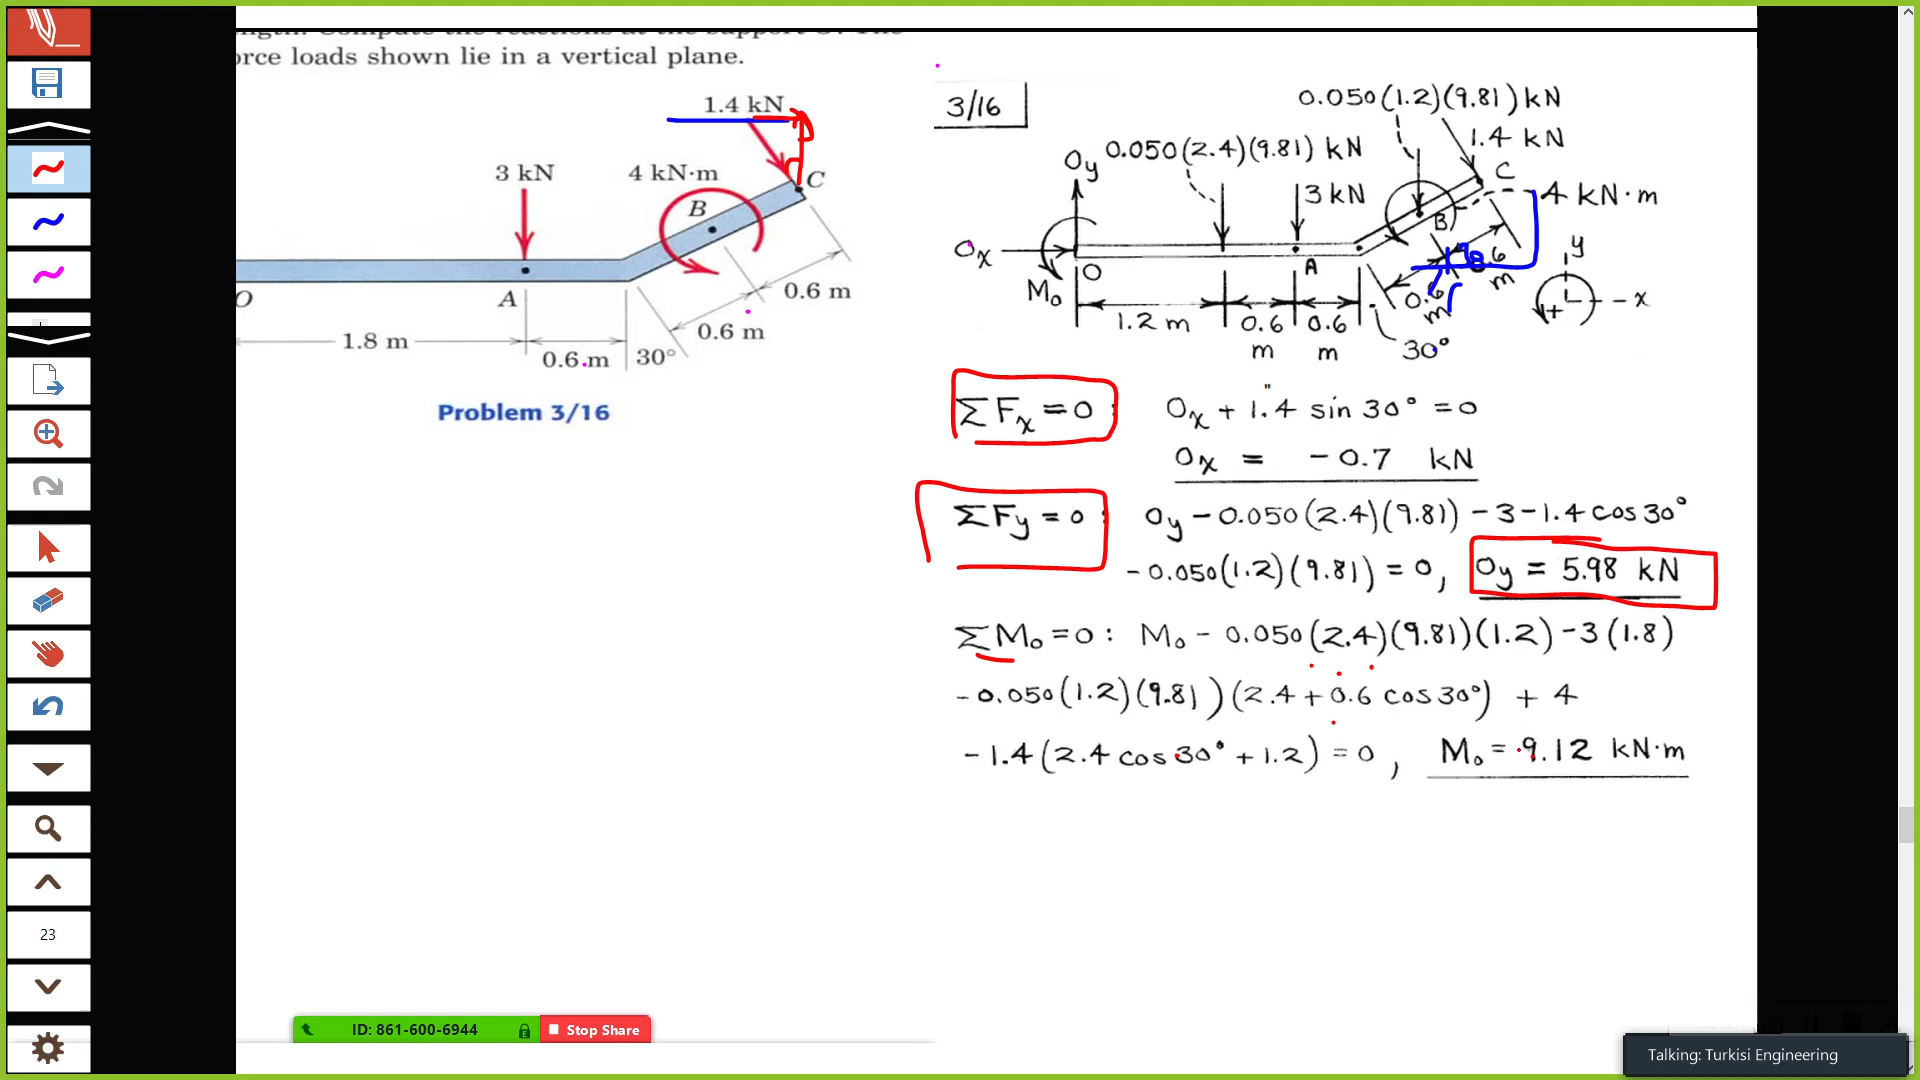 force loads shown lie in a vertical plane.
1.4 kN
3 kN
4 kN·m
B
C
O
A
1.8 m
0.6 m
30°
0.6 m
0.6 m
Problem 3/16
3/16
0.050(1.2)(9.81) kN
1.4 kN
0.050(2.4)(9.81) kN
Oy
3 kN
C
4 kN·m
B
Ox
O
A
Mo
1.2 m
0.6 m
0.6 m
0.6 m
0.6 m
30°
y
x
+
ΣFx = 0 : Ox + 1.4 sin 30° = 0
Ox = -0.7 kN
ΣFy = 0 : Oy - 0.050(2.4)(9.81) - 3 - 1.4 cos 30°
- 0.050(1.2)(9.81) = 0, Oy = 5.98 kN
ΣMo = 0 : Mo - 0.050(2.4)(9.81)(1.2) - 3(1.8)
- 0.050(1.2)(9.81)(2.4 + 0.6 cos 30°) + 4
- 1.4(2.4 cos 30° + 1.2) = 0, Mo = 9.12 kN·m
23
ID: 861-600-6944
Stop Share
Talking: Turkisi Engineering